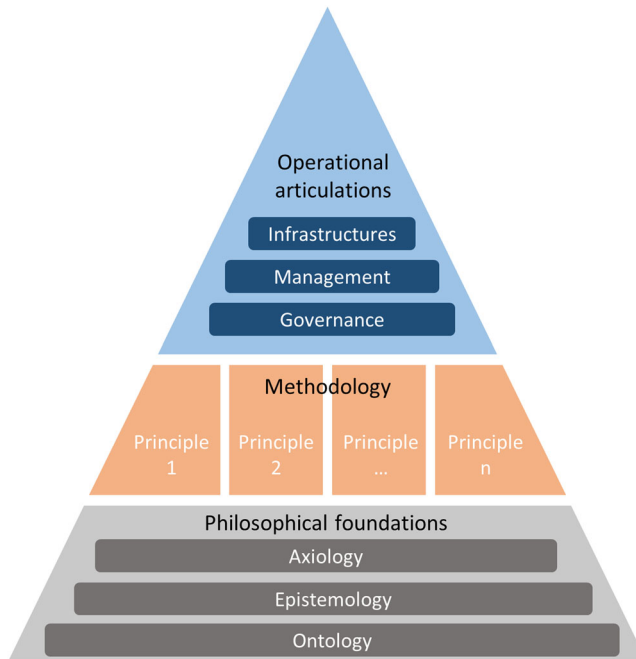 Operational
articulations
Infrastructures
Management
Governance
Methodology
Principle 1
Principle 2
Principle ...
Principle n
Philosophical foundations
Axiology
Epistemology
Ontology